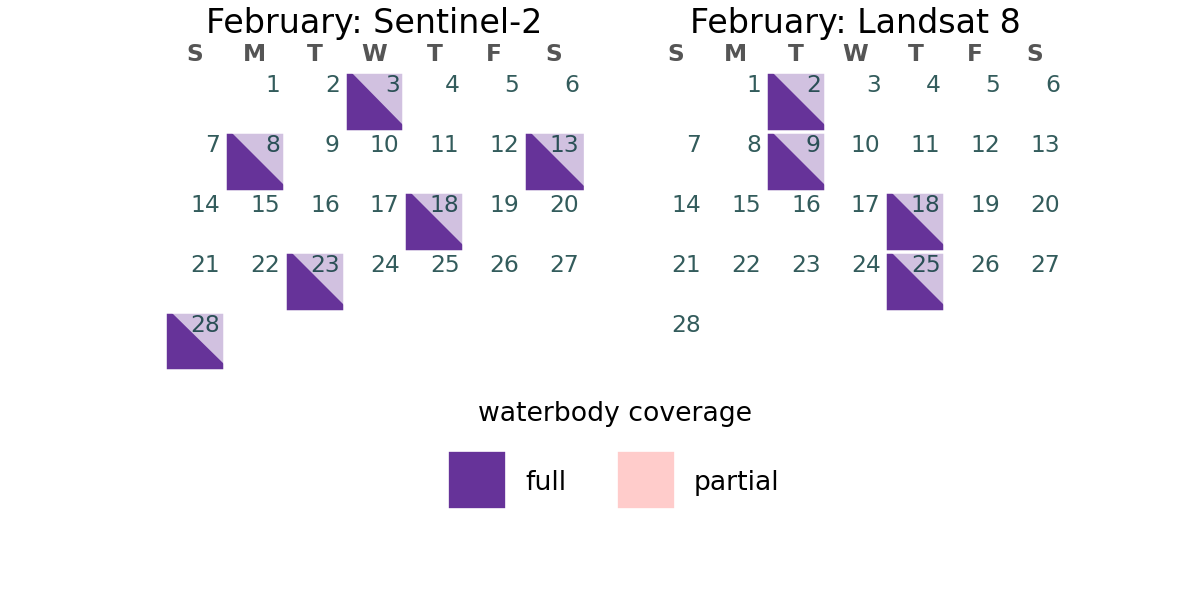 February: Sentinel-2
S M T W T F S
1 2 3 4 5 6
7 8 9 10 11 12 13
14 15 16 17 18 19 20
21 22 23 24 25 26 27
28
February: Landsat 8
S M T W T F S
1 2 3 4 5 6
7 8 9 10 11 12 13
14 15 16 17 18 19 20
21 22 23 24 25 26 27
28
waterbody coverage
full partial